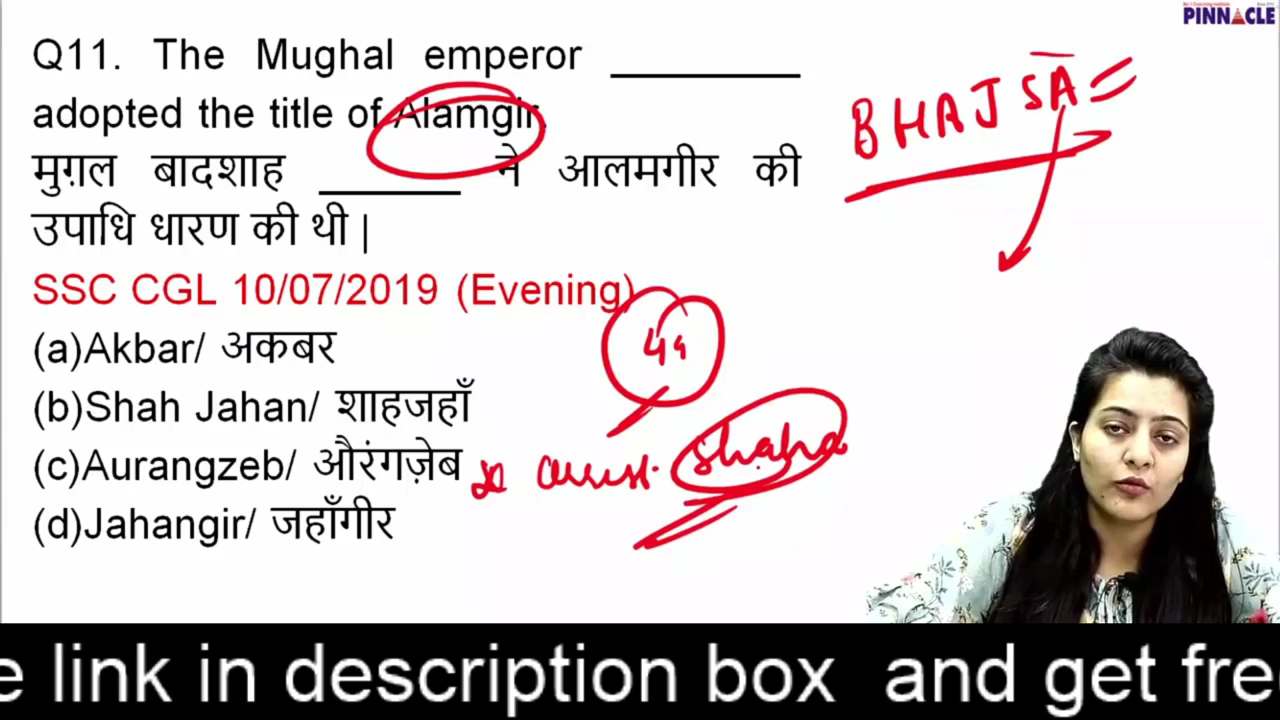 PINNACLE
Q11. The Mughal emperor ________
adopted the title of Alamgir.
मुग़ल बादशाह ______ ने आलमगीर की
उपाधि धारण की थी |
SSC CGL 10/07/2019 (Evening)
(a)Akbar/ अकबर
(b)Shah Jahan/ शाहजहाँ
(c)Aurangzeb/ औरंगज़ेब
(d)Jahangir/ जहाँगीर
BHAJSA
Shaha
e link in description box and get fre